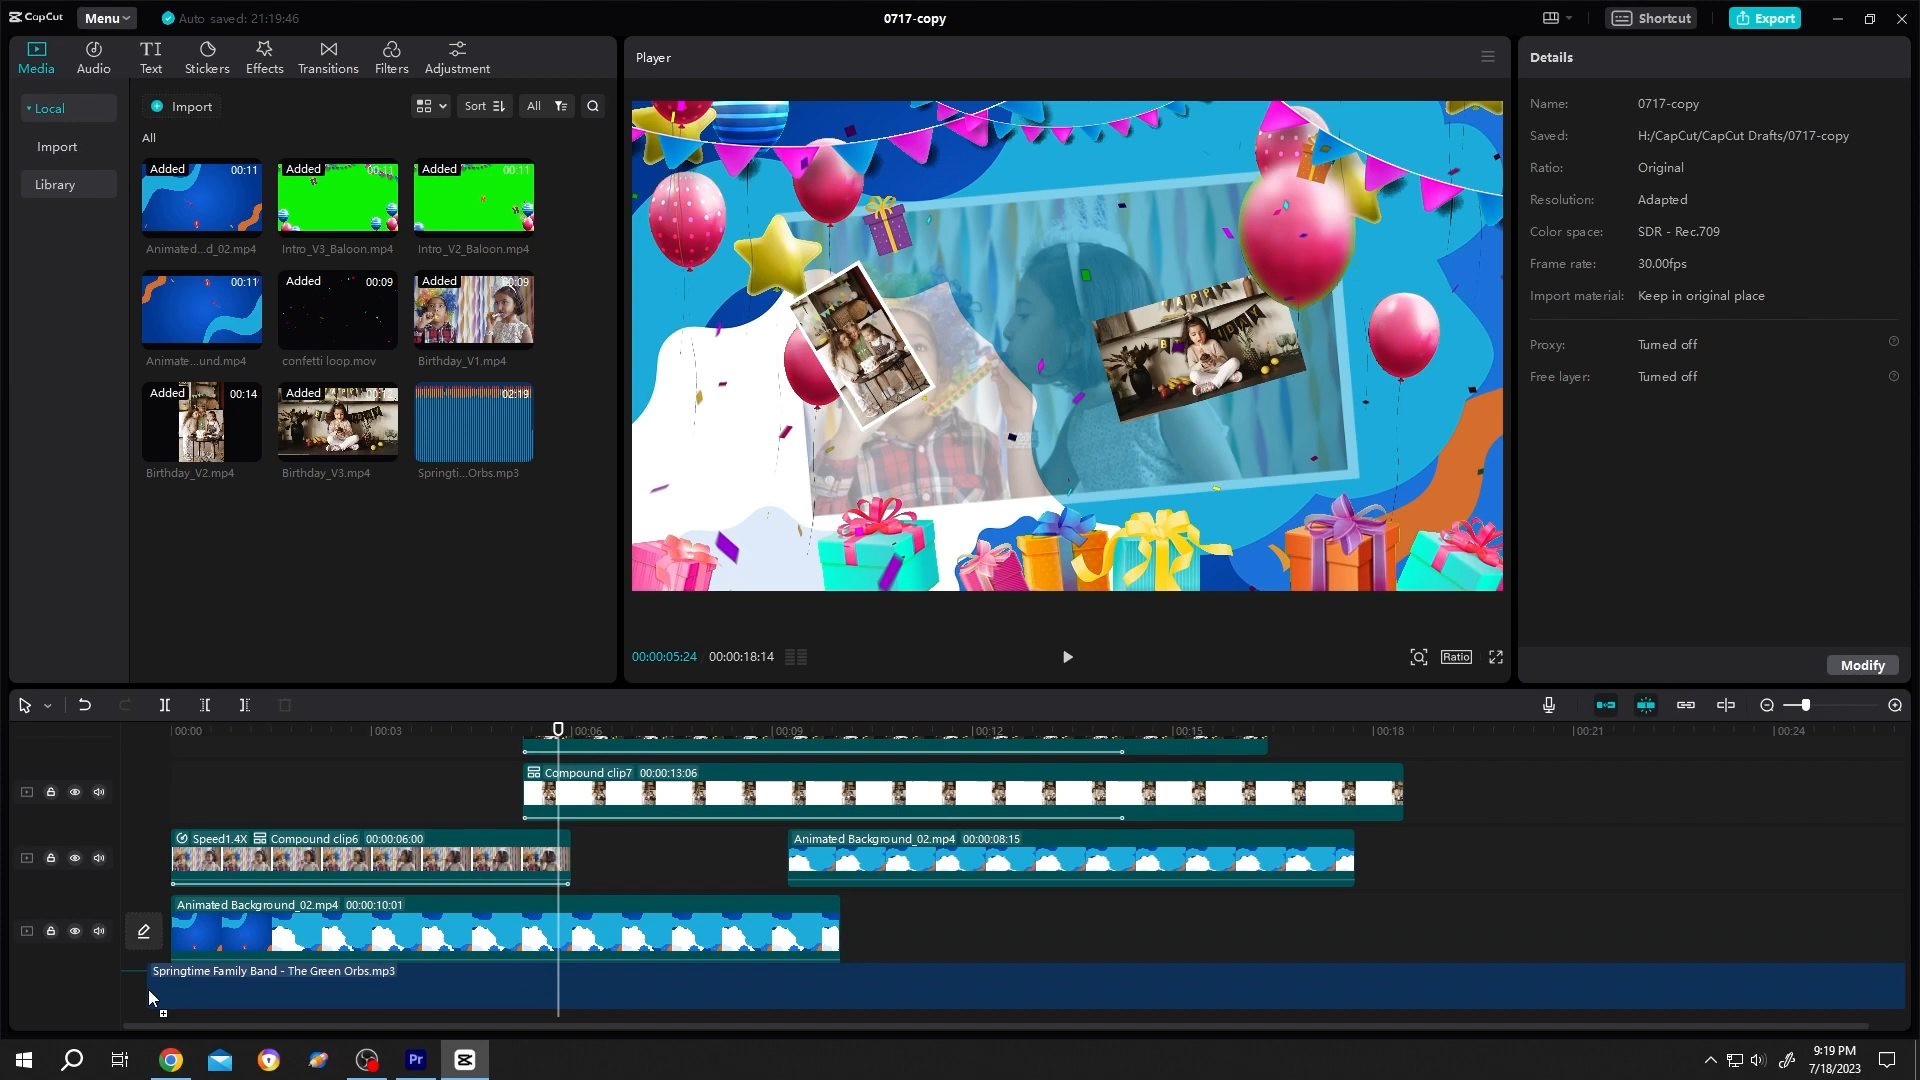 CapCut
Menu
Auto saved: 21:19:46
0717-copy
Shortcut
Export
Media
Audio
TI
Text
Stickers
Effects
Transitions
Filters
Adjustment
Player
Details
Local
Import
Library
Import
Sort
All
All
Added 00:11
Added 00:11
Added 00:11
Animated...d_02.mp4
Intro_V3_Baloon.mp4
Intro_V2_Baloon.mp4
00:11
Added 00:09
Added 00:09
Animate...und.mp4
confetti loop.mov
Birthday_V1.mp4
Added 00:14
Added
02:19
Birthday_V2.mp4
Birthday_V3.mp4
Springti...Orbs.mp3
HAPPY
Name: 0717-copy
Saved: H:/CapCut/CapCut Drafts/0717-copy
Ratio: Original
Resolution: Adapted
Color space: SDR - Rec.709
Frame rate: 30.00fps
Import material: Keep in original place
Proxy: Turned off
Free layer: Turned off
Modify
00:00:05:24 00:00:18:14
Ratio
00:00
00:03
00:06
00:09
00:12
00:15
00:18
00:21
00:24
Compound clip7 00:00:13:06
Speed1.4X Compound clip6 00:00:06:00
Animated Background_02.mp4 00:00:08:15
Animated Background_02.mp4 00:00:10:01
Springtime Family Band - The Green Orbs.mp3
Pr
9:19 PM
7/18/2023